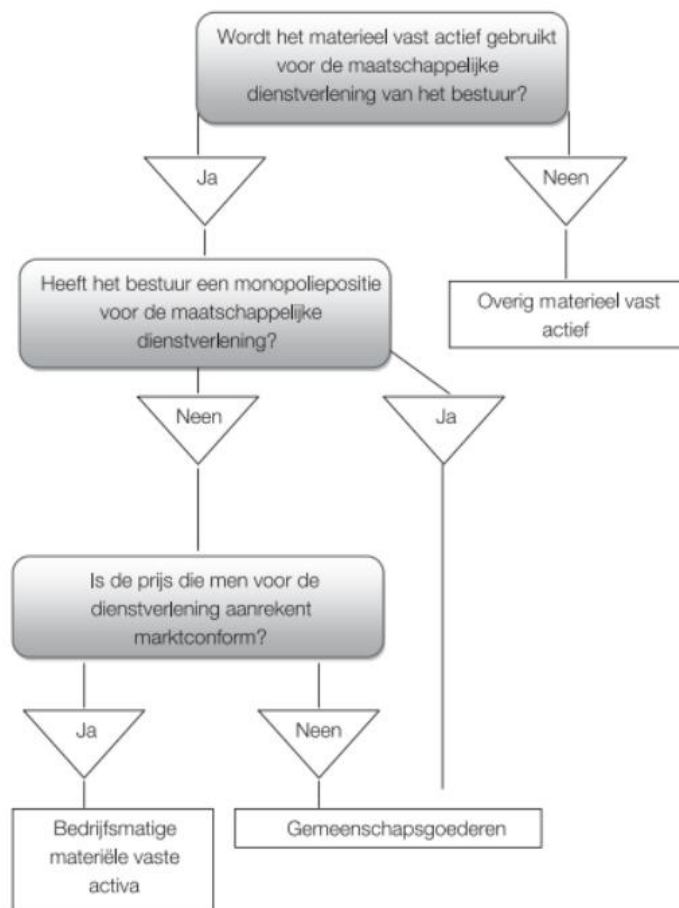 Wordt het materieel vast actief gebruikt
voor de maatschappelijke
dienstverlening van het bestuur?
Ja
Neen
Heeft het bestuur een monopoliepositie
voor de maatschappelijke
dienstverlening?
Overig materieel vast
actief
Neen
Ja
Is de prijs die men voor de
dienstverlening aanrekent
marktconform?
Ja
Neen
Bedrijfsmatige
materiële vaste
activa
Gemeenschapsgoederen